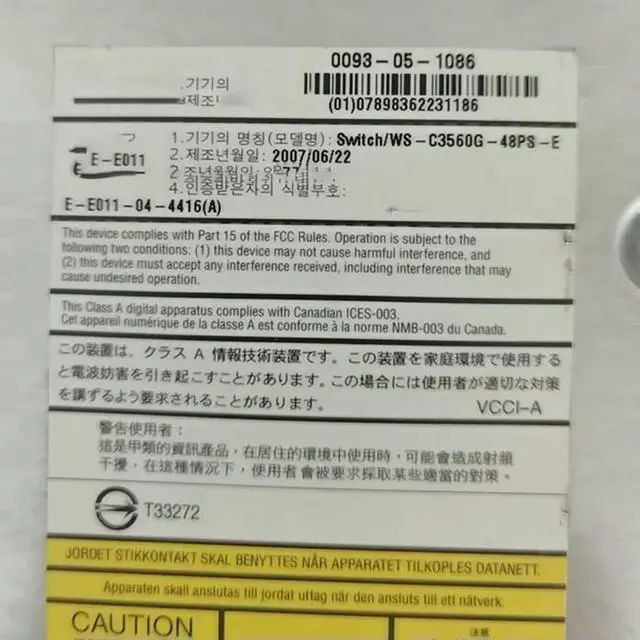 0093-05-1086
.기기의
제조
(01)07898362231186
E-E011
1.기기의 명칭(모델명): Switch/WS-C3560G-48PS-E
2.제조년월일: 2007/06/22
4.인증받은자의 식별부호:
E-E011-04-4416(A)
This device complies with Part 15 of the FCC Rules. Operation is subject to the
following two conditions: (1) this device may not cause harmful interference, and
(2) this device must accept any interference received, including interference that may
cause undesired operation.
This Class A digital apparatus complies with Canadian ICES-003.
Cet appareil numérique de la classe A est conforme à la norme NMB-003 du Canada.
この装置は、クラス A 情報技術装置です。この装置を家庭環境で使用する
と電波妨害を引き起こすことがあります。この場合には使用者が適切な対策
を講ずるよう要求されることがあります。 VCCI-A
警告使用者：
這是甲類的資訊產品，在居住的環境中使用時，可能會造成射頻
干擾，在這種情況下，使用者會被要求採取某些適當的對策。
T33272
JORDET STIKKONTAKT SKAL BENYTTES NÅR APPARATET TILKOPLES DATANETT.
Apparaten skall anslutas till jordat uttag när den ansluts till ett nätverk.
CAUTION
注意